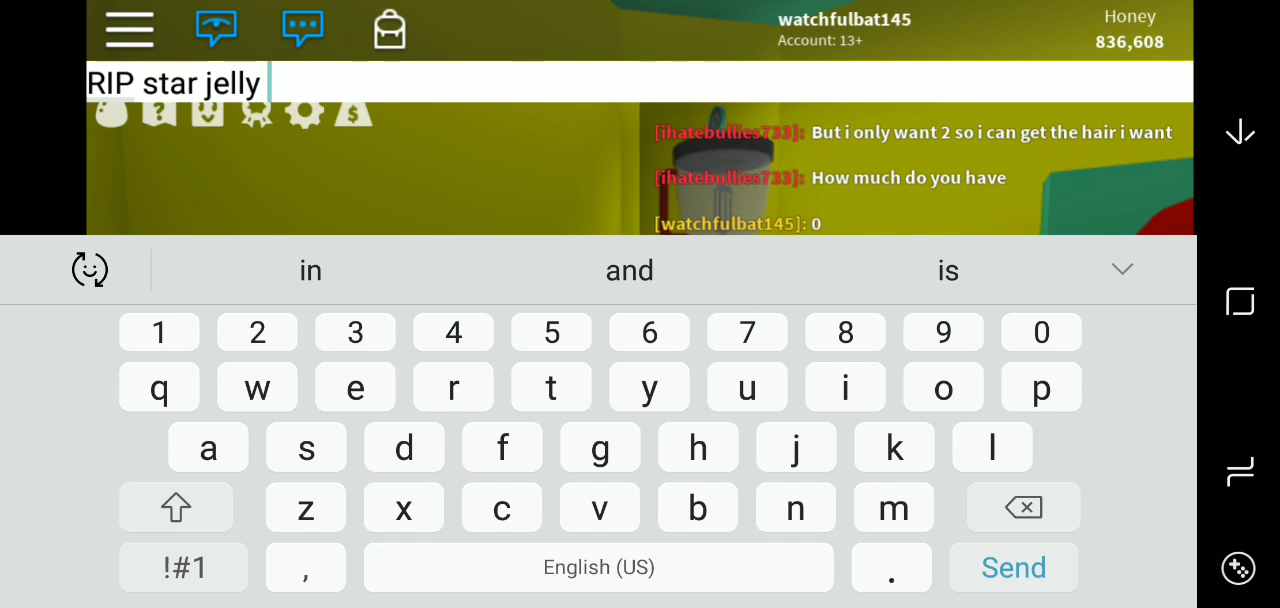 watchfulbat145
Account: 13+
Honey
836,608
RIP star jelly
[ihatebullies733]: But i only want 2 so i can get the hair i want
[ihatebullies733]: How much do you have
[watchfulbat145]: 0
in and is
1 2 3 4 5 6 7 8 9 0
q w e r t y u i o p
a s d f g h j k l
z x c v b n m
!#1 , English (US) . Send